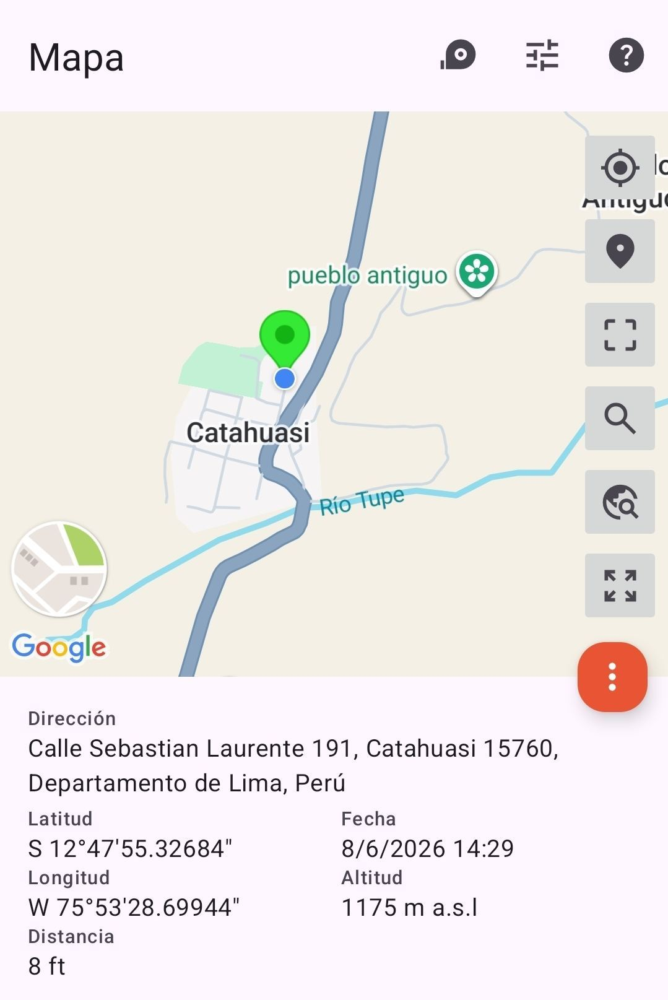 Mapa
pueblo antiguo
Catahuasi
Río Tupe
Google
Dirección
Calle Sebastian Laurente 191, Catahuasi 15760,
Departamento de Lima, Perú
Latitud
S 12°47'55.32684"
Fecha
8/6/2026 14:29
Longitud
W 75°53'28.69944"
Altitud
1175 m a.s.l
Distancia
8 ft